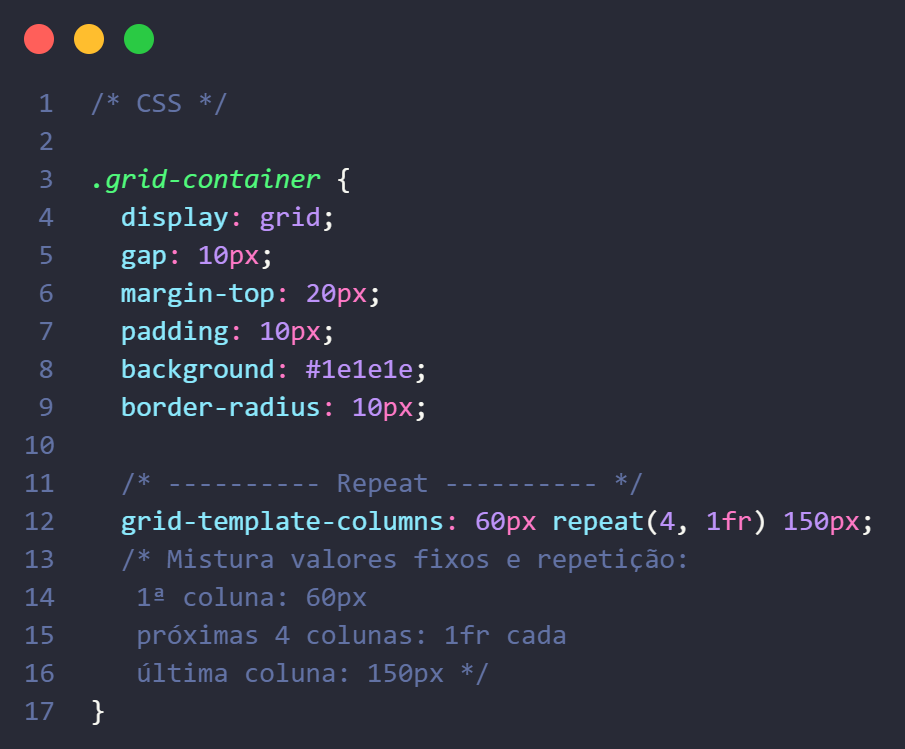 1 /* CSS */
2
3 .grid-container {
4 display: grid;
5 gap: 10px;
6 margin-top: 20px;
7 padding: 10px;
8 background: #1e1e1e;
9 border-radius: 10px;
10
11 /* ---------- Repeat ---------- */
12 grid-template-columns: 60px repeat(4, 1fr) 150px;
13 /* Mistura valores fixos e repetição:
14 1ª coluna: 60px
15 próximas 4 colunas: 1fr cada
16 última coluna: 150px */
17 }